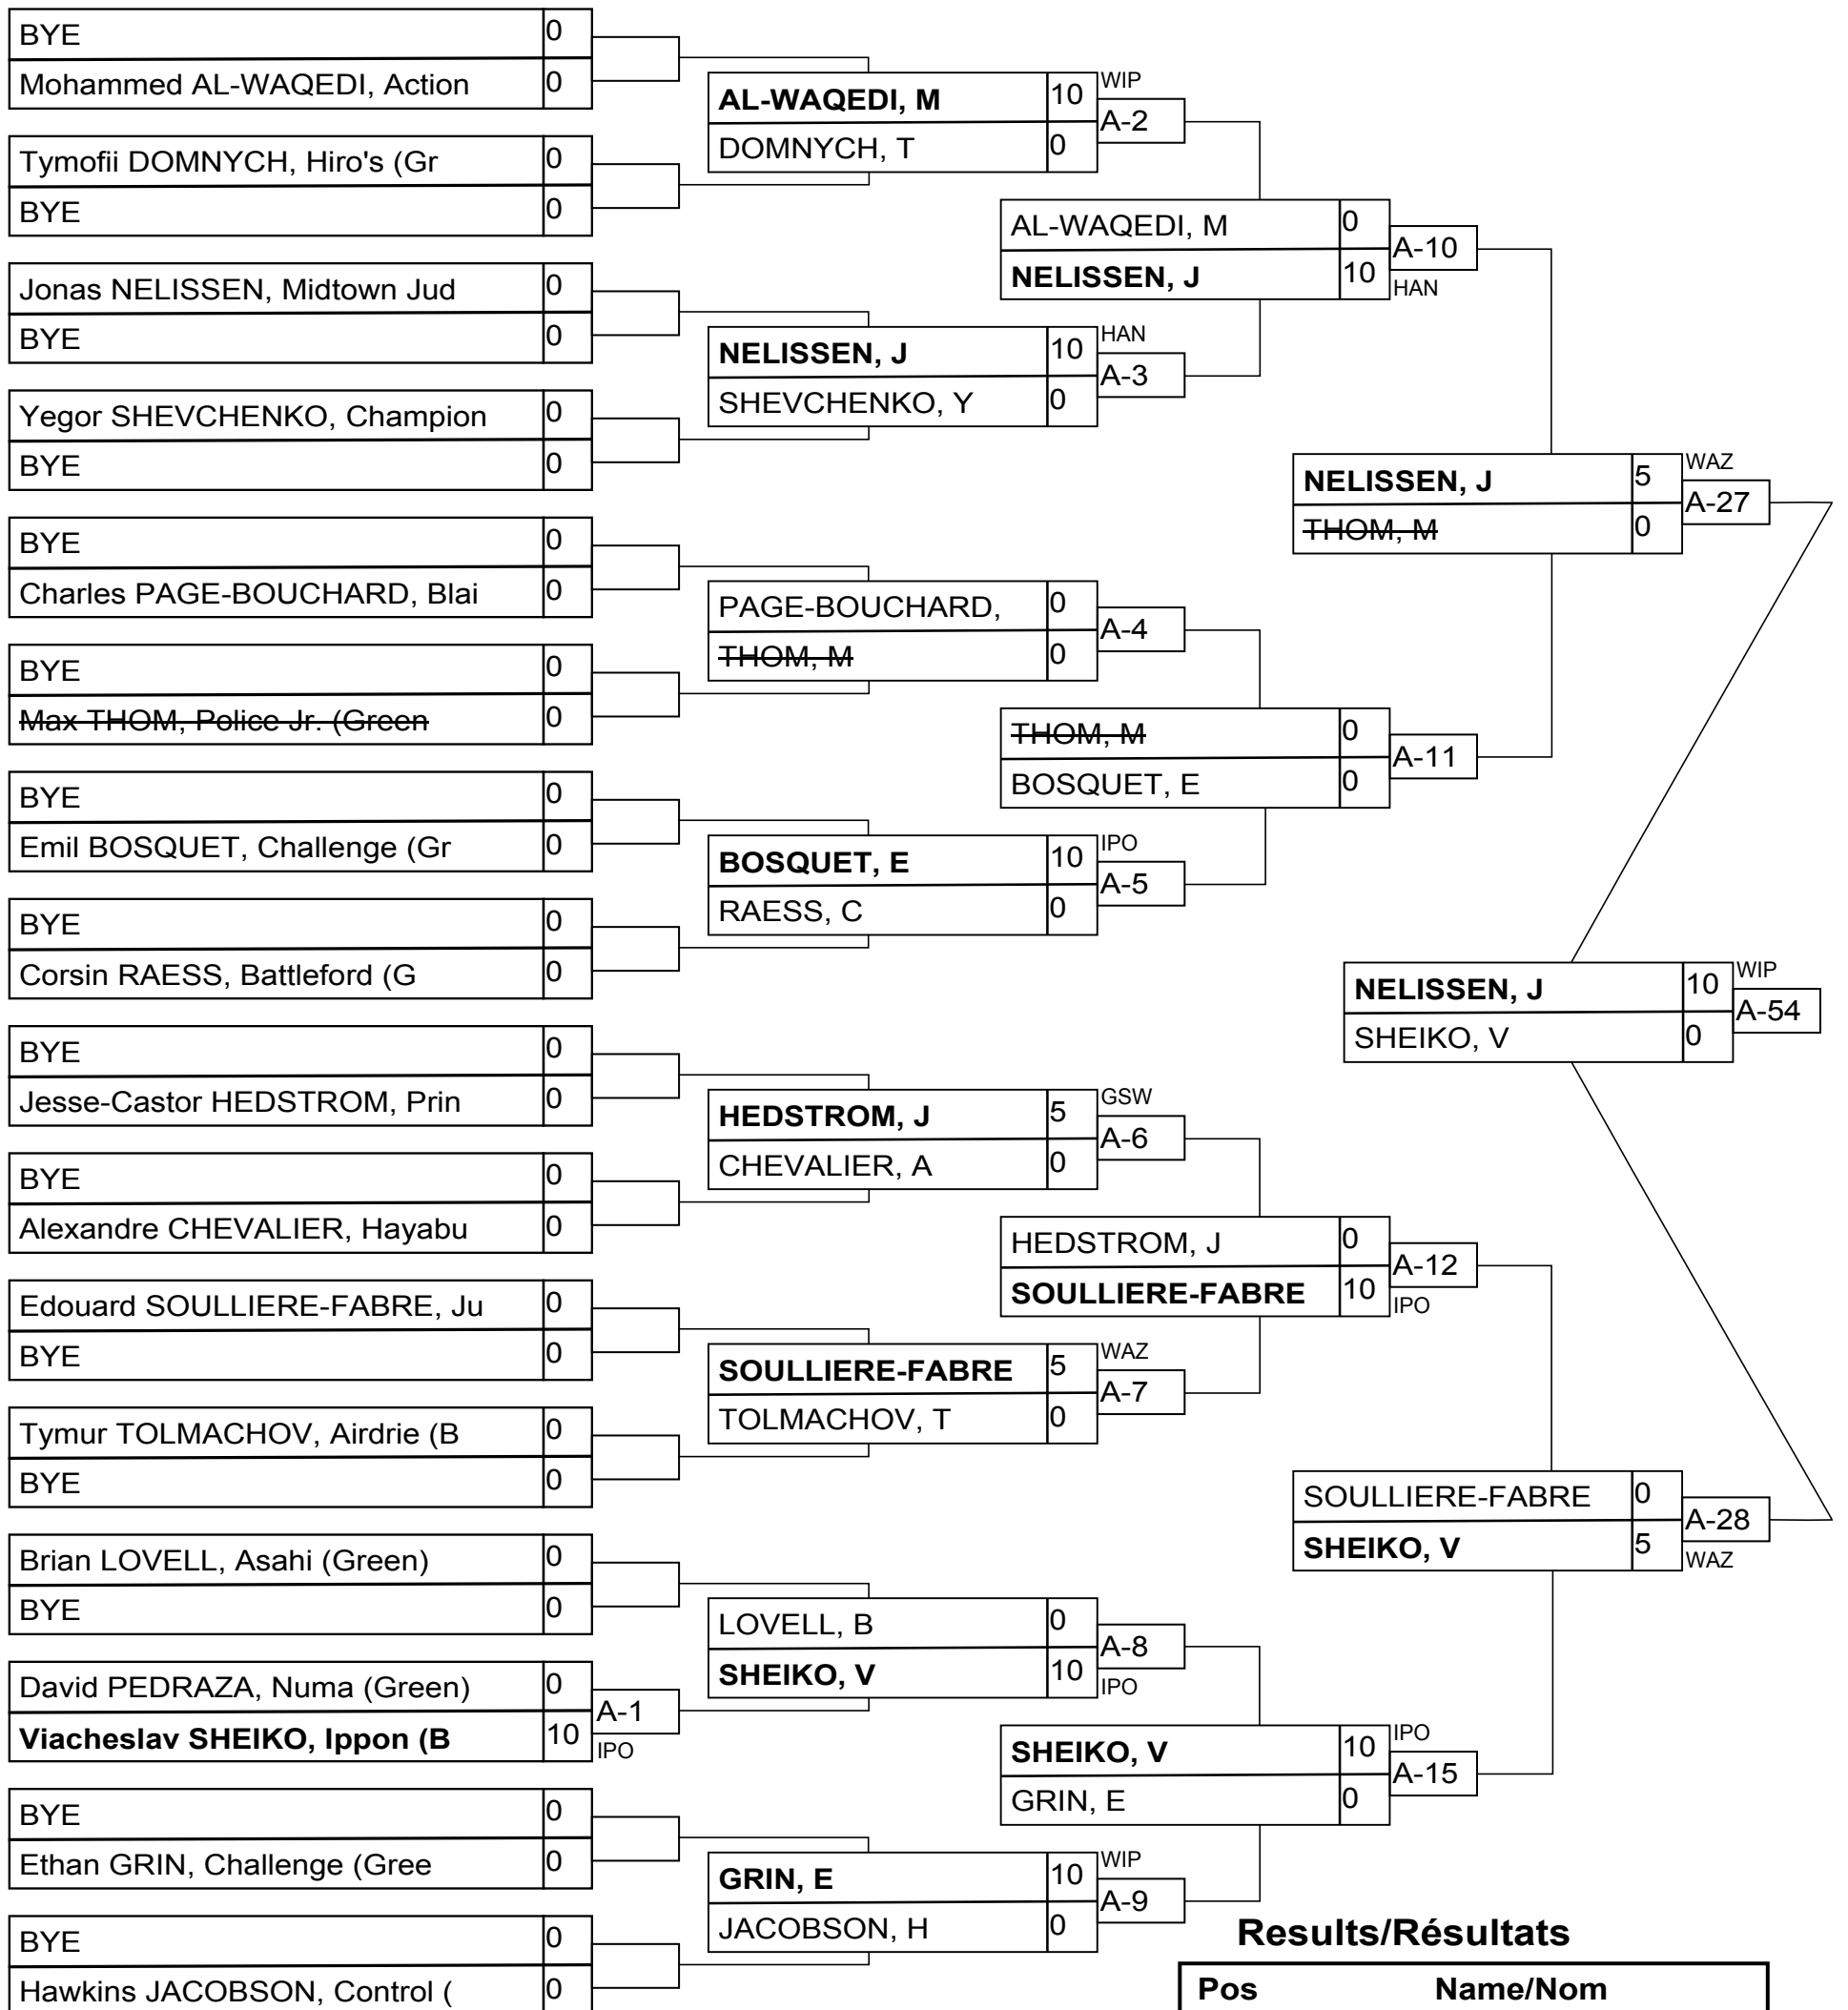 BYE 0
Mohammed AL-WAQEDI, Action 0
Tymofii DOMNYCH, Hiro's (Gr 0
BYE 0
Jonas NELISSEN, Midtown Jud 0
BYE 0
Yegor SHEVCHENKO, Champion 0
BYE 0
BYE 0
Charles PAGE-BOUCHARD, Blai 0
BYE 0
Max THOM, Police Jr. (Green 0
BYE 0
Emil BOSQUET, Challenge (Gr 0
BYE 0
Corsin RAESS, Battleford (G 0
BYE 0
Jesse-Castor HEDSTROM, Prin 0
BYE 0
Alexandre CHEVALIER, Hayabu 0
Edouard SOULLIERE-FABRE, Ju 0
BYE 0
Tymur TOLMACHOV, Airdrie (B 0
BYE 0
Brian LOVELL, Asahi (Green) 0
BYE 0
David PEDRAZA, Numa (Green) 0
Viacheslav SHEIKO, Ippon (B 10
A-1
IPO
BYE 0
Ethan GRIN, Challenge (Gree 0
BYE 0
Hawkins JACOBSON, Control ( 0
AL-WAQEDI, M 10
DOMNYCH, T 0
WIP
A-2
NELISSEN, J 10
SHEVCHENKO, Y 0
HAN
A-3
PAGE-BOUCHARD, 0
THOM, M 0
A-4
BOSQUET, E 10
RAESS, C 0
IPO
A-5
HEDSTROM, J 5
CHEVALIER, A 0
GSW
A-6
SOULLIERE-FABRE 5
TOLMACHOV, T 0
WAZ
A-7
LOVELL, B 0
SHEIKO, V 10
A-8
IPO
GRIN, E 10
JACOBSON, H 0
WIP
A-9
AL-WAQEDI, M 0
NELISSEN, J 10
A-10
HAN
THOM, M 0
BOSQUET, E 0
A-11
HEDSTROM, J 0
SOULLIERE-FABRE 10
A-12
IPO
SHEIKO, V 10
GRIN, E 0
IPO
A-15
NELISSEN, J 5
THOM, M 0
WAZ
A-27
SOULLIERE-FABRE 0
SHEIKO, V 5
A-28
WAZ
NELISSEN, J 10
SHEIKO, V 0
WIP
A-54
Results/Résultats
Pos Name/Nom